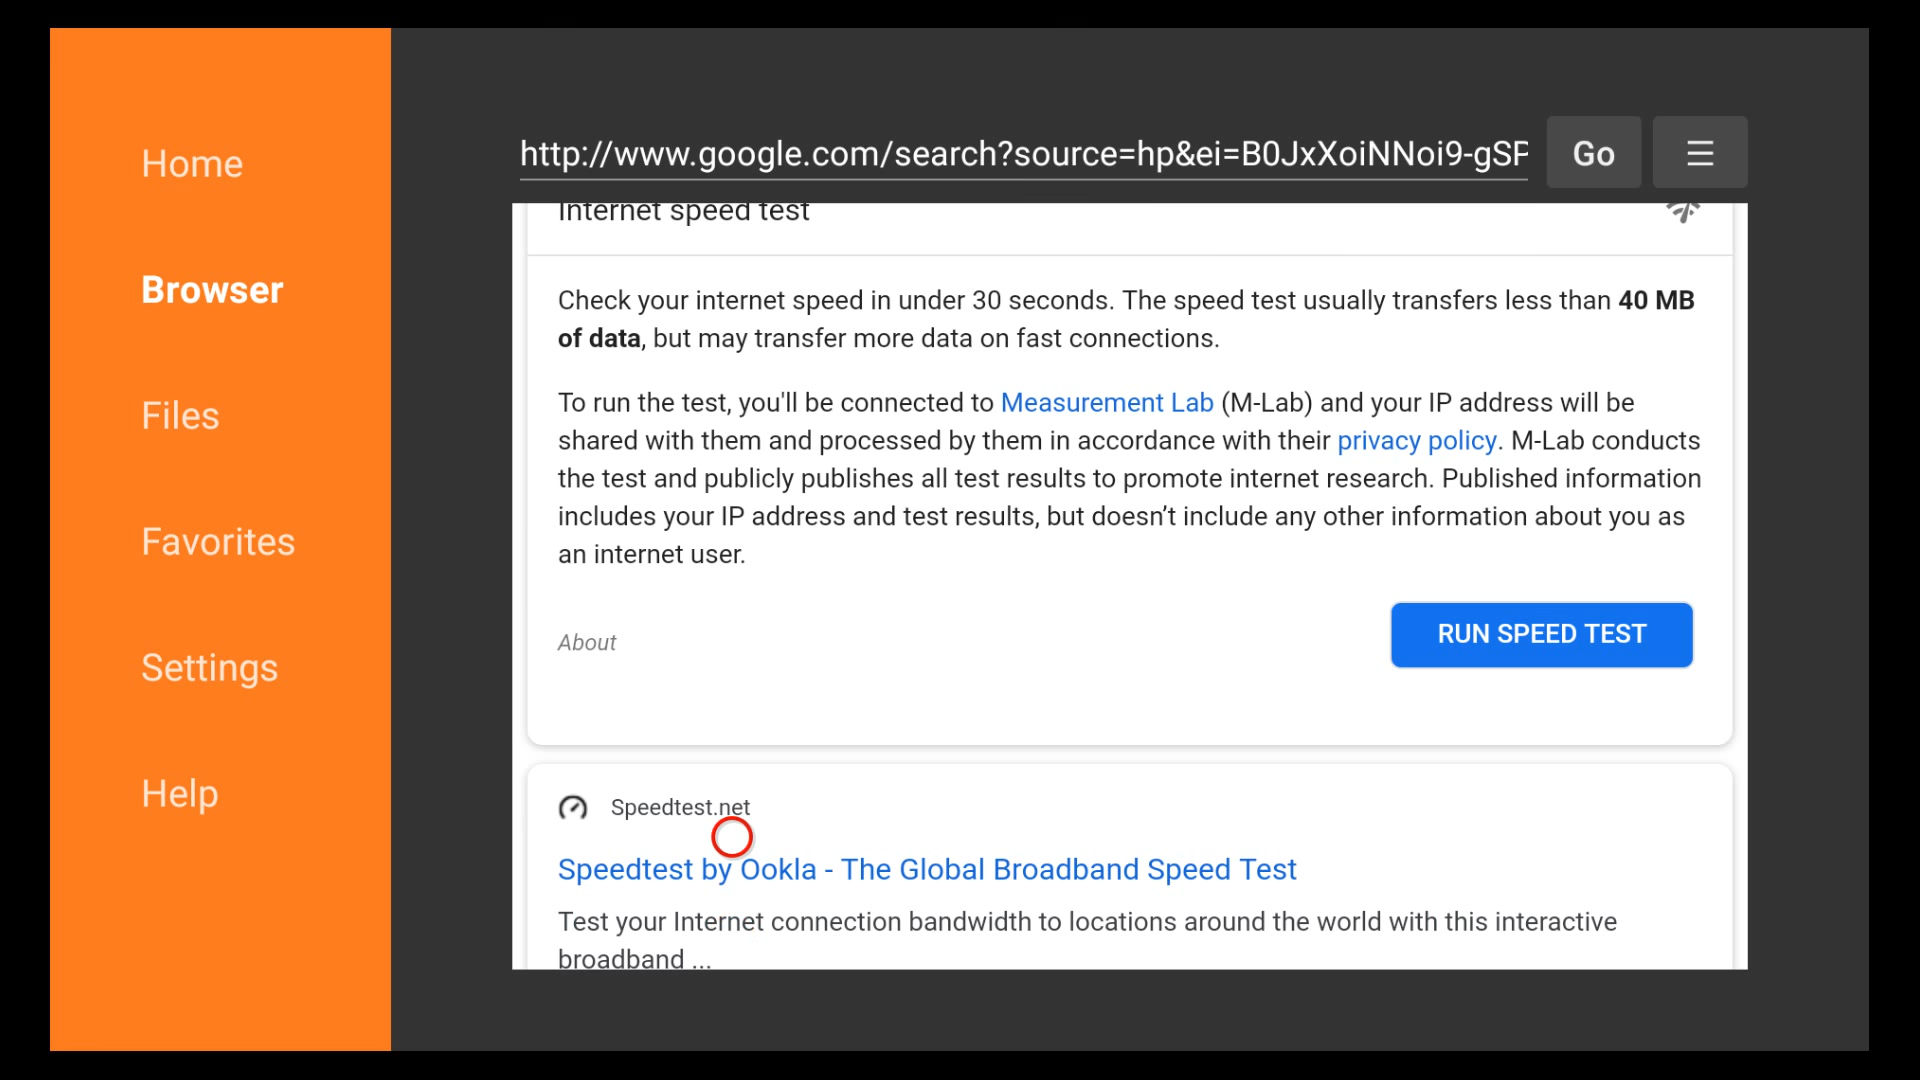 Home
Browser
Files
Favorites
Settings
Help
http://www.google.com/search?source=hp&ei=B0JxXoiNNoi9-gSP
Go
Internet speed test
Check your internet speed in under 30 seconds. The speed test usually transfers less than 40 MB
of data, but may transfer more data on fast connections.
To run the test, you'll be connected to Measurement Lab (M-Lab) and your IP address will be
shared with them and processed by them in accordance with their privacy policy. M-Lab conducts
the test and publicly publishes all test results to promote internet research. Published information
includes your IP address and test results, but doesn’t include any other information about you as
an internet user.
About
RUN SPEED TEST
Speedtest.net
Speedtest by Ookla - The Global Broadband Speed Test
Test your Internet connection bandwidth to locations around the world with this interactive
broadband ...